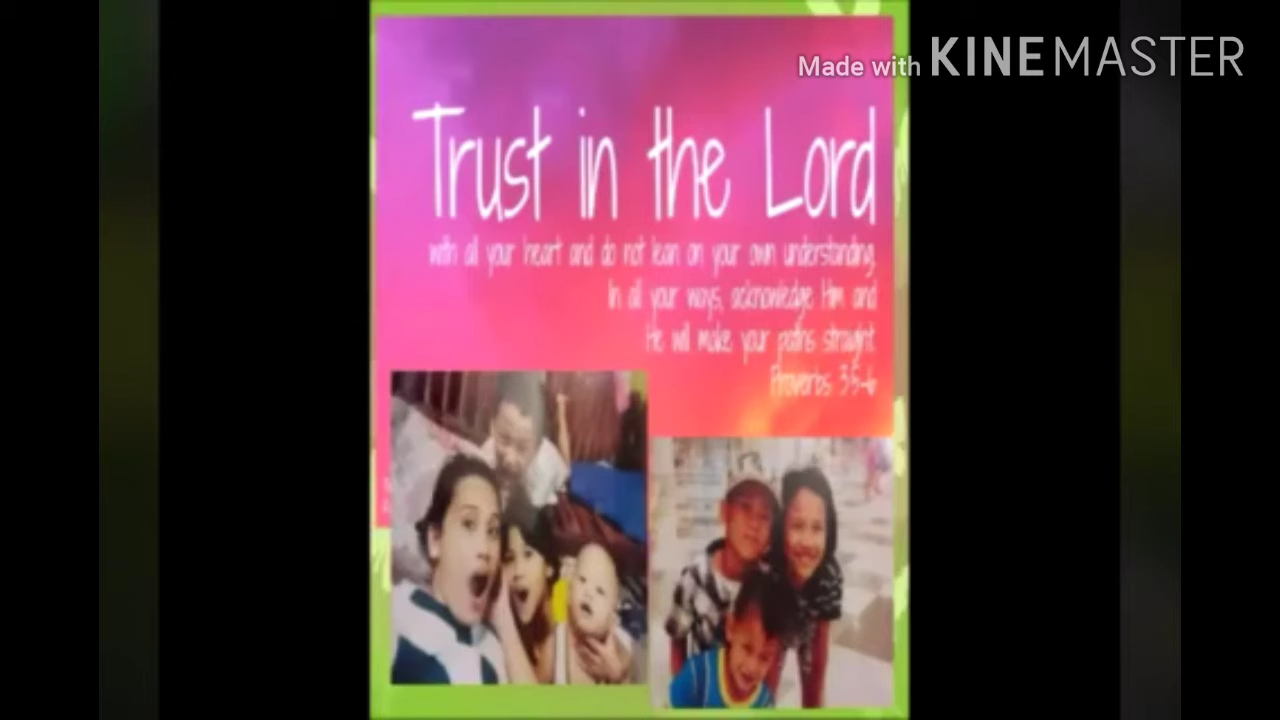 Made with KINEMASTER
Trust in the Lord
with all your heart and do not lean on your own understanding.
In all your ways, acknowledge Him and
He will make your paths straight.
Proverbs 3:5-6